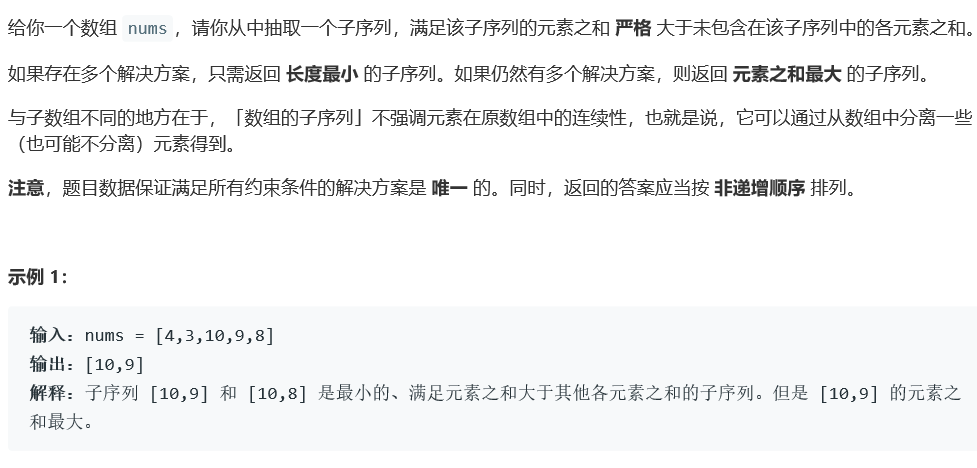 给你一个数组 nums，请你从中抽取一个子序列，满足该子序列的元素之和 严格 大于未包含在该子序列中的各元素之和。
如果存在多个解决方案，只需返回 长度最小 的子序列。如果仍然有多个解决方案，则返回 元素之和最大 的子序列。
与子数组不同的地方在于，「数组的子序列」不强调元素在原数组中的连续性，也就是说，它可以通过从数组中分离一些
（也可能不分离）元素得到。
注意，题目数据保证满足所有约束条件的解决方案是 唯一 的。同时，返回的答案应当按 非递增顺序 排列。
示例 1：
输入：nums = [4,3,10,9,8]
输出：[10,9]
解释：子序列 [10,9] 和 [10,8] 是最小的、满足元素之和大于其他各元素之和的子序列。但是 [10,9] 的元素之
和最大。